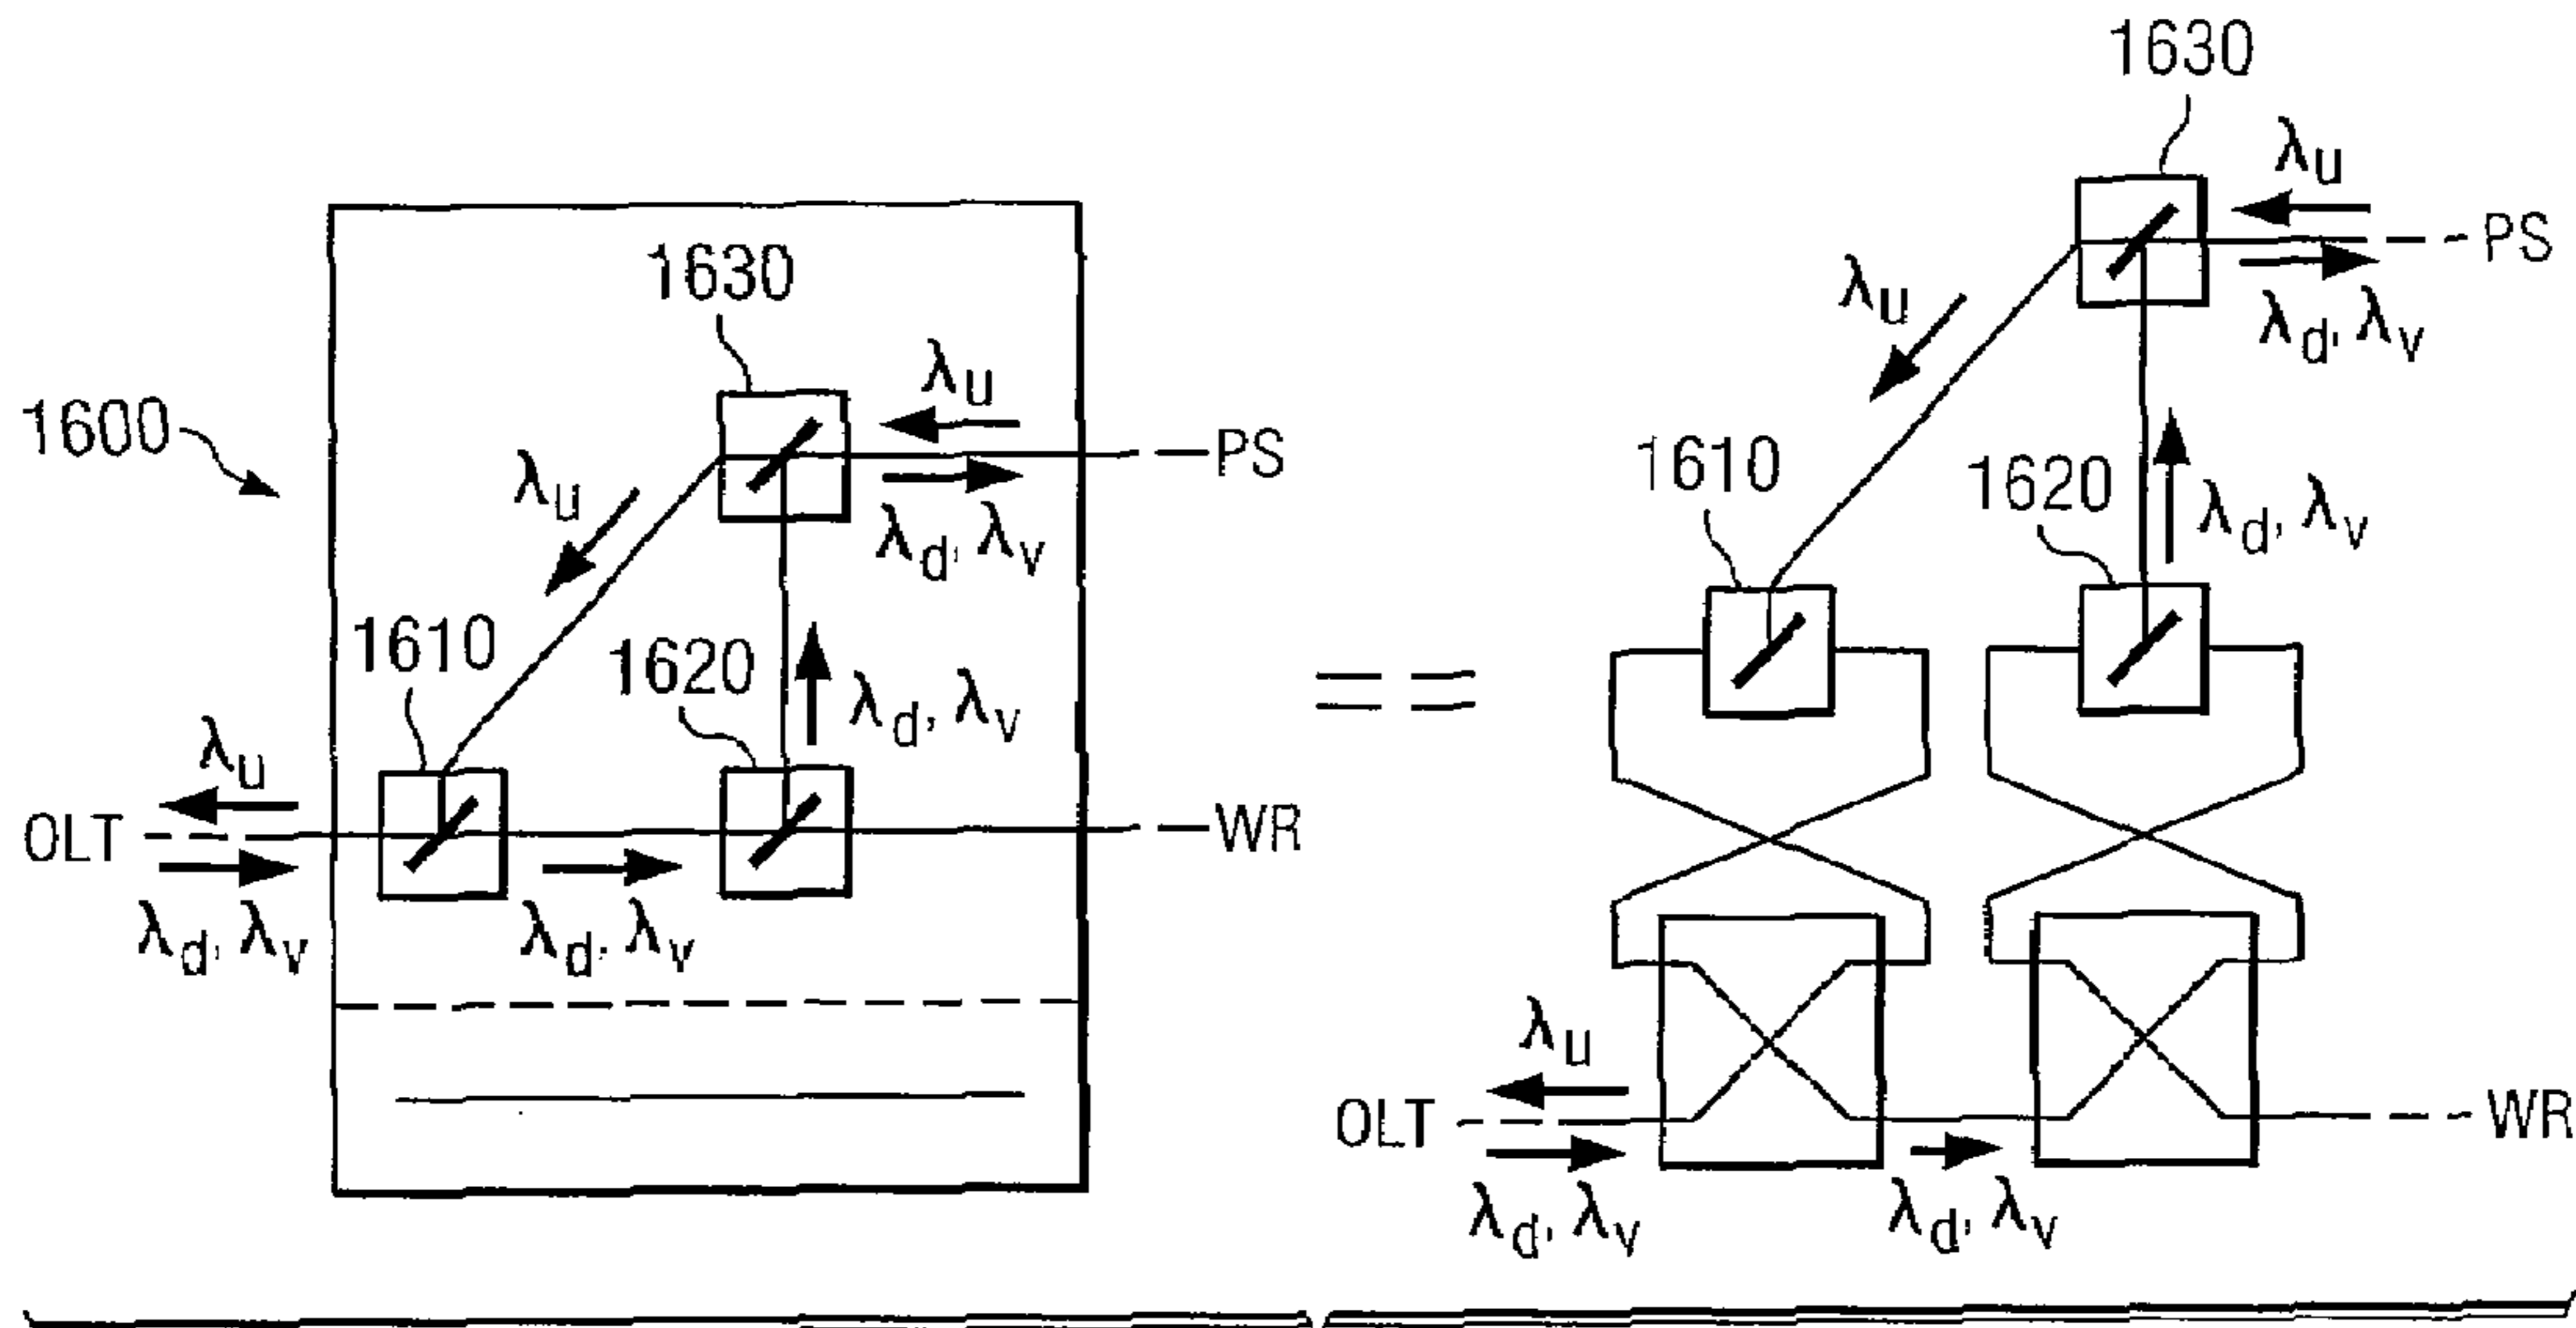 1630
λu
PS
λd, λv
λu
1610
1620
λd, λv
λu
OLT
λd, λv
λd, λv
WR
1600
1630
λu
PS
λd, λv
λu
1610
1620
λd, λv
==
λu
OLT
λd, λv
λd, λv
WR